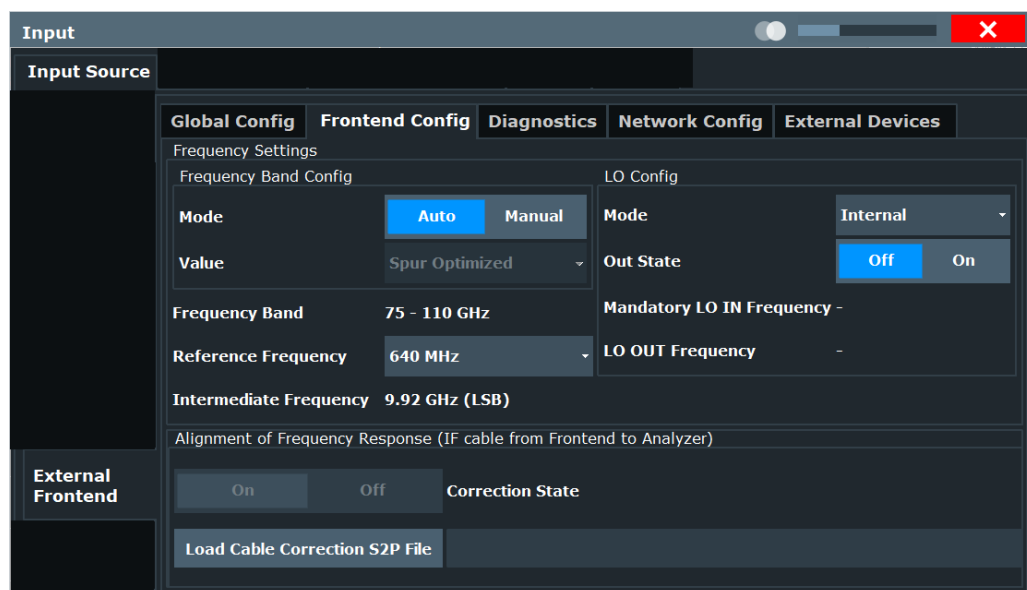 Input
Input Source
Global Config Frontend Config Diagnostics Network Config External Devices
Frequency Settings
Frequency Band Config
Mode Auto Manual
Value Spur Optimized
Frequency Band 75 - 110 GHz
Reference Frequency 640 MHz
Intermediate Frequency 9.92 GHz (LSB)
LO Config
Mode Internal
Out State Off On
Mandatory LO IN Frequency -
LO OUT Frequency -
Alignment of Frequency Response (IF cable from Frontend to Analyzer)
External
Frontend
On Off Correction State
Load Cable Correction S2P File